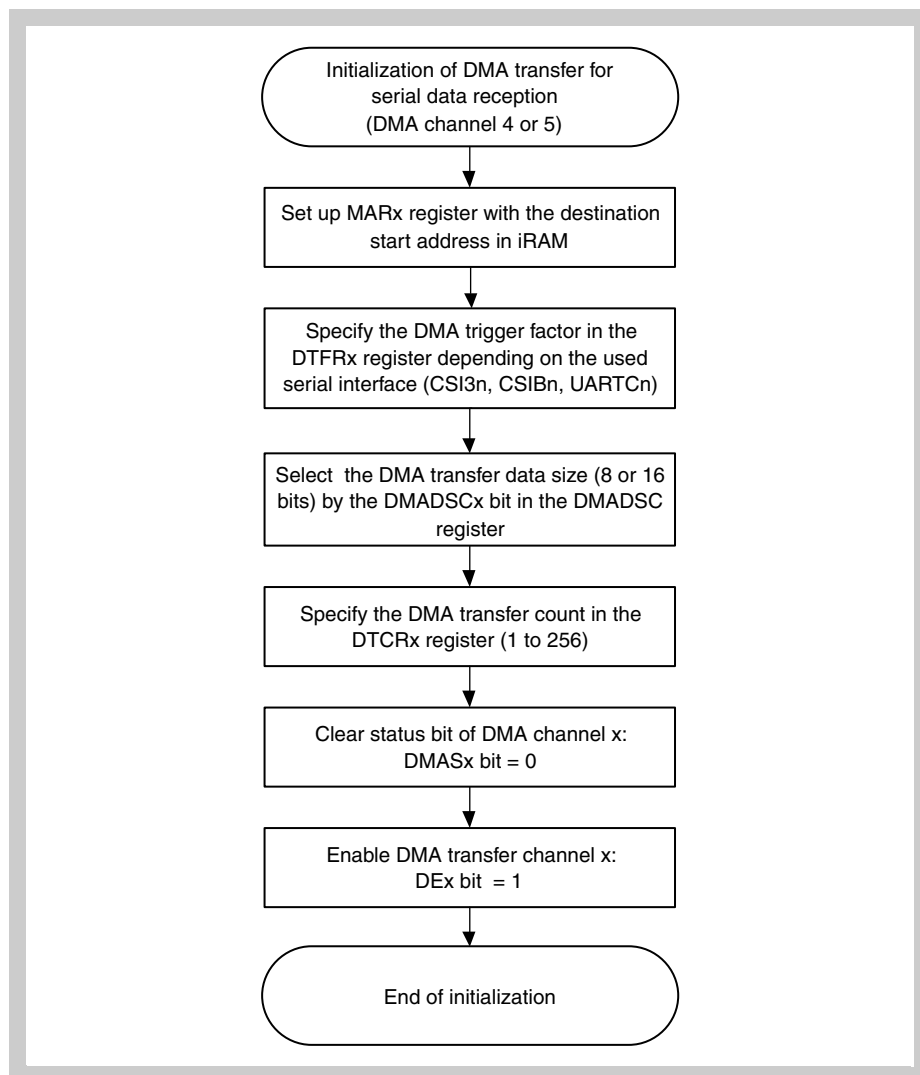 Initialization of DMA transfer for
serial data reception
(DMA channel 4 or 5)
Set up MARx register with the destination
start address in iRAM
Specify the DMA trigger factor in the
DTFRx register depending on the used
serial interface (CSI3n, CSIBn, UARTCn)
Select the DMA transfer data size (8 or 16
bits) by the DMADSCx bit in the DMADSC
register
Specify the DMA transfer count in the
DTCRx register (1 to 256)
Clear status bit of DMA channel x:
DMASx bit = 0
Enable DMA transfer channel x:
DEx bit = 1
End of initialization